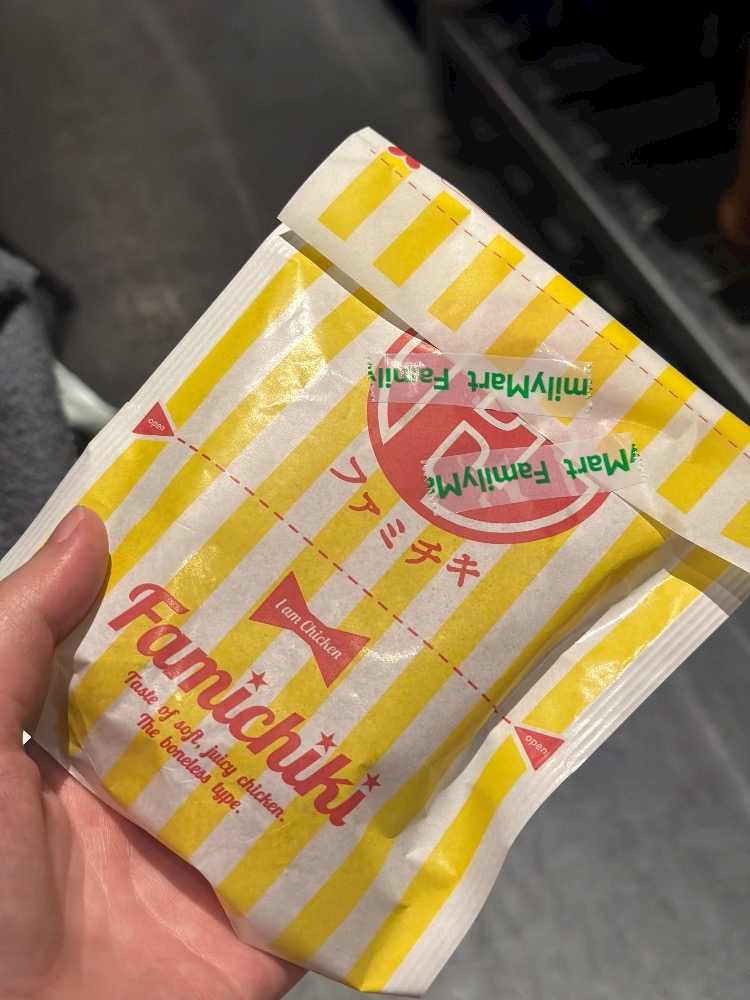 milyMart Famil
Mart FamilyMa
ファミチキ
open
I am Chicken
Famichiki
open
Taste of soft, juicy chicken.
The boneless type.